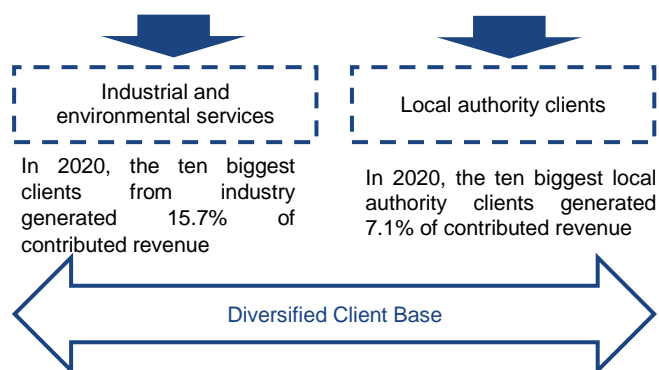 Industrial and
environmental services
In 2020, the ten biggest
clients from industry
generated 15.7% of
contributed revenue
Local authority clients
In 2020, the ten biggest local
authority clients generated
7.1% of contributed revenue
Diversified Client Base